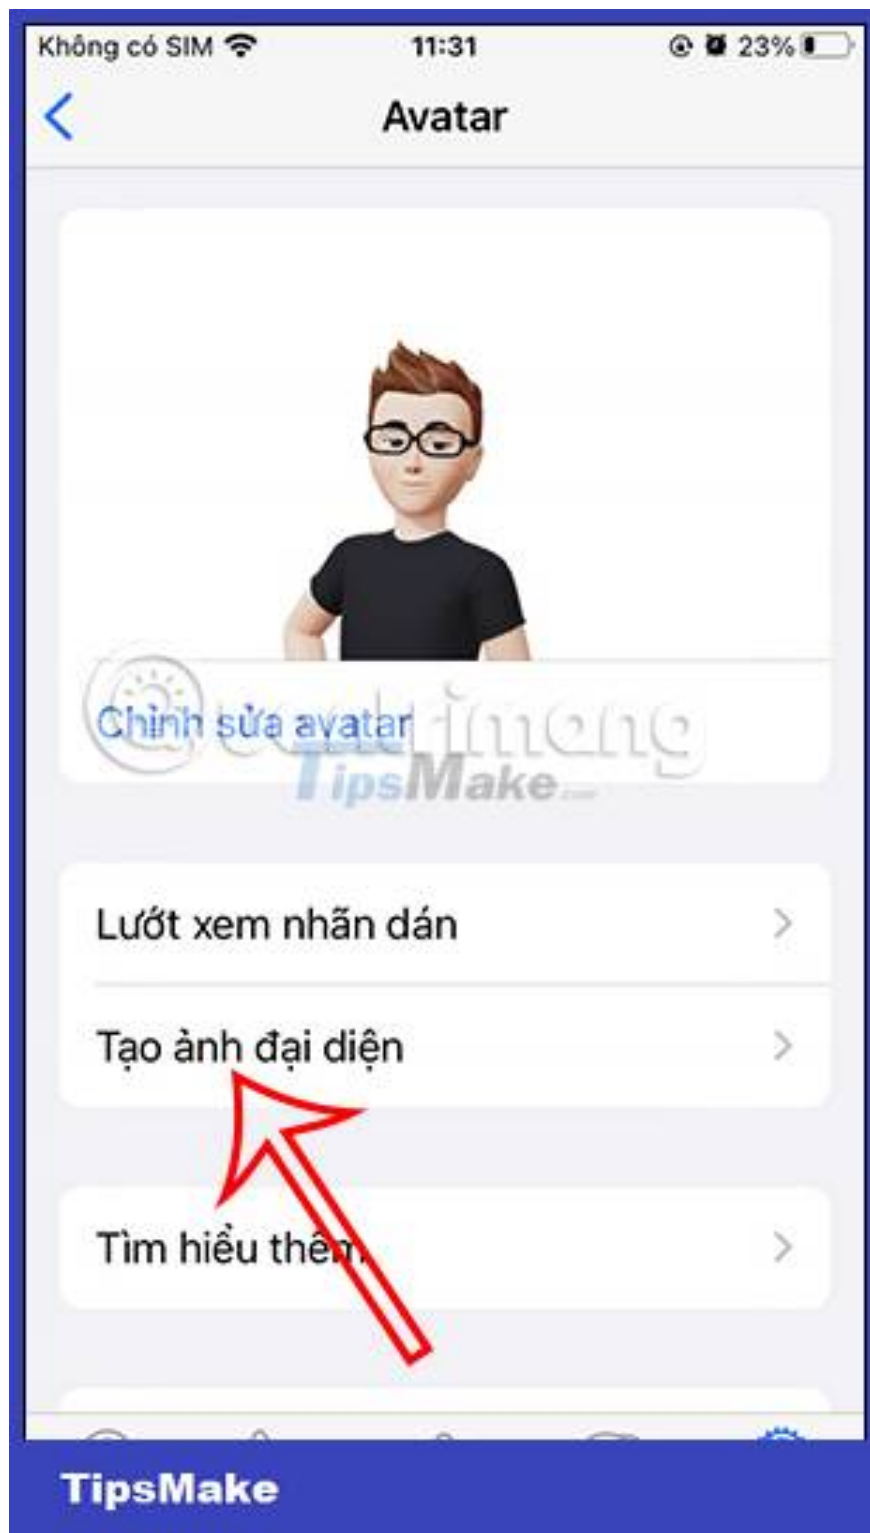 Không có SIM 11:31 23%
Avatar
Chỉnh sửa avatar
TipsMake.com
Lướt xem nhãn dán
Tạo ảnh đại diện
Tìm hiểu thêm
TipsMake